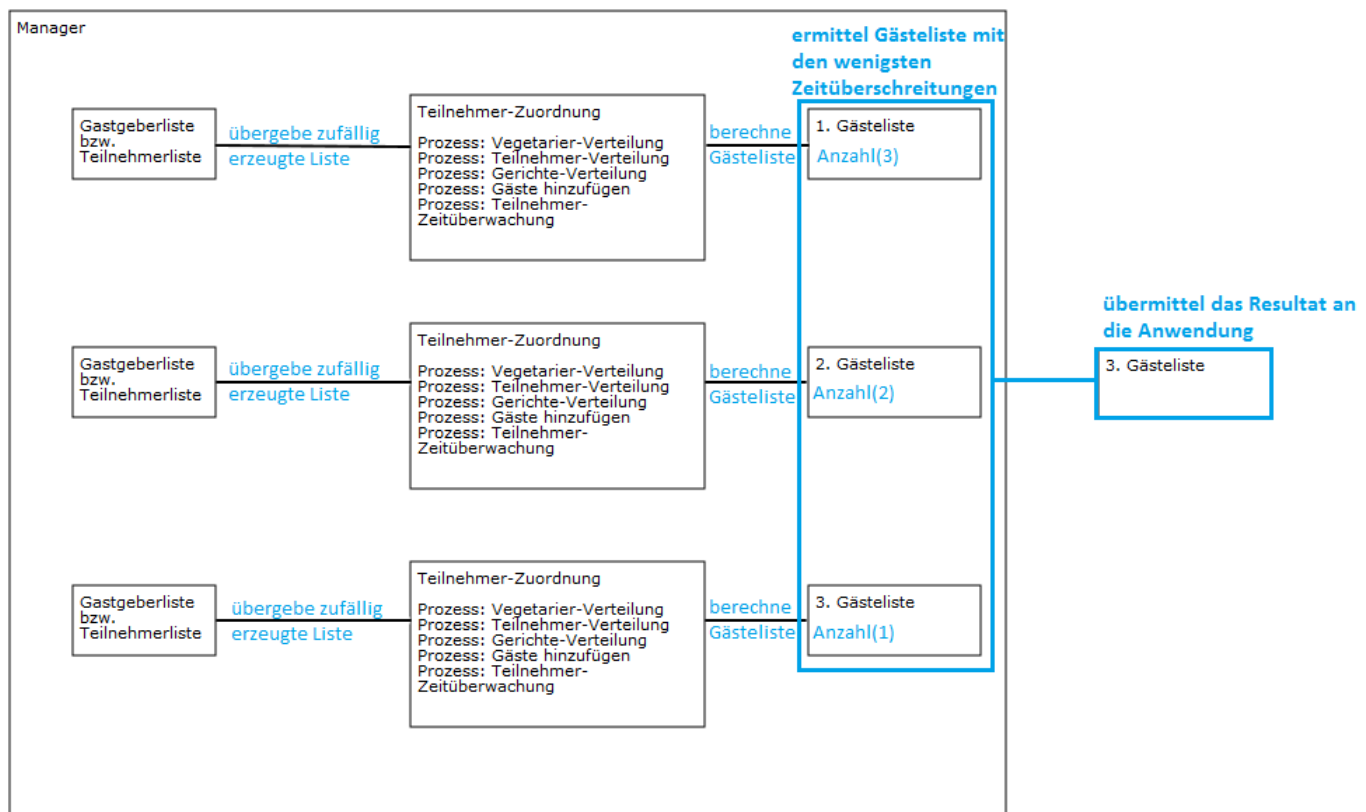 Manager
ermittel Gästeliste mit
den wenigsten
Zeitüberschreitungen
Gastgeberliste
bzw.
Teilnehmerliste
übergebe zufällig
erzeugte Liste
Teilnehmer-Zuordnung
Prozess: Vegetarier-Verteilung
Prozess: Teilnehmer-Verteilung
Prozess: Gerichte-Verteilung
Prozess: Gäste hinzufügen
Prozess: Teilnehmer-
Zeitüberwachung
berechne
Gästeliste
1. Gästeliste
Anzahl(3)
Gastgeberliste
bzw.
Teilnehmerliste
übergebe zufällig
erzeugte Liste
Teilnehmer-Zuordnung
Prozess: Vegetarier-Verteilung
Prozess: Teilnehmer-Verteilung
Prozess: Gerichte-Verteilung
Prozess: Gäste hinzufügen
Prozess: Teilnehmer-
Zeitüberwachung
berechne
Gästeliste
2. Gästeliste
Anzahl(2)
übermittel das Resultat an
die Anwendung
3. Gästeliste
Gastgeberliste
bzw.
Teilnehmerliste
übergebe zufällig
erzeugte Liste
Teilnehmer-Zuordnung
Prozess: Vegetarier-Verteilung
Prozess: Teilnehmer-Verteilung
Prozess: Gerichte-Verteilung
Prozess: Gäste hinzufügen
Prozess: Teilnehmer-
Zeitüberwachung
berechne
Gästeliste
3. Gästeliste
Anzahl(1)